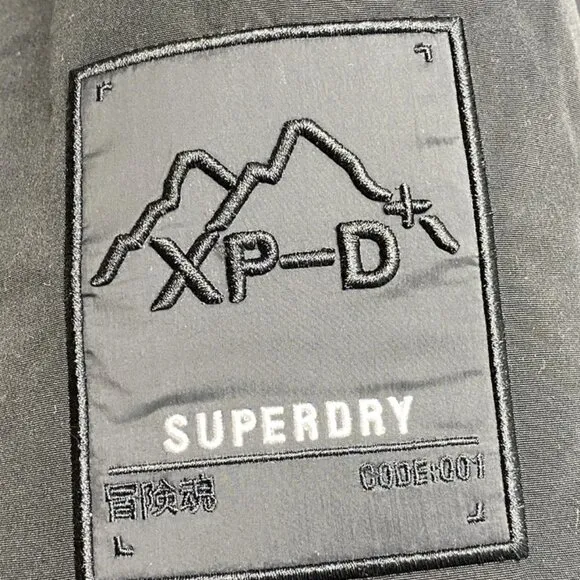 XP-D+
SUPERDRY
冒険魂 CODE:001